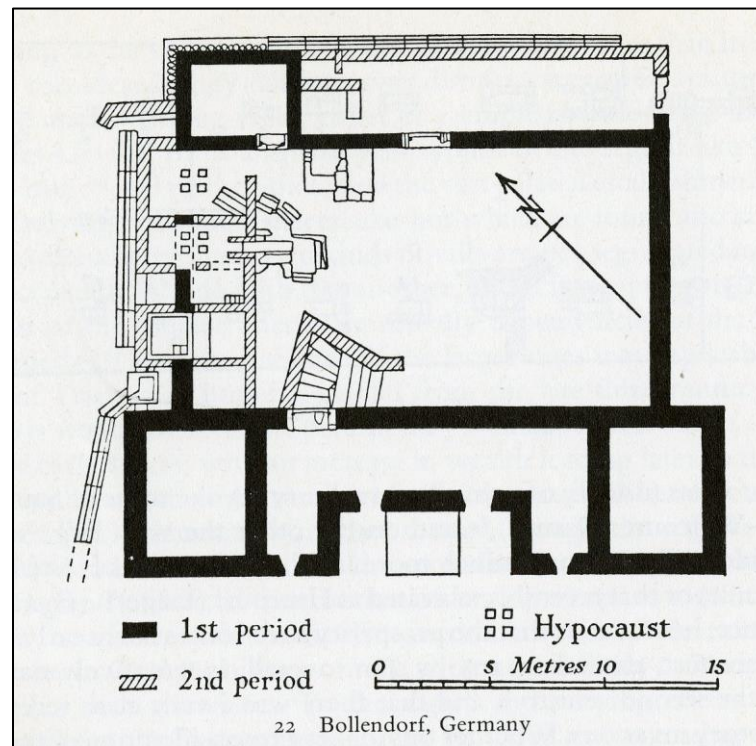 N
1st period
Hypocaust
2nd period
0 5 Metres 10 15
22 Bollendorf, Germany